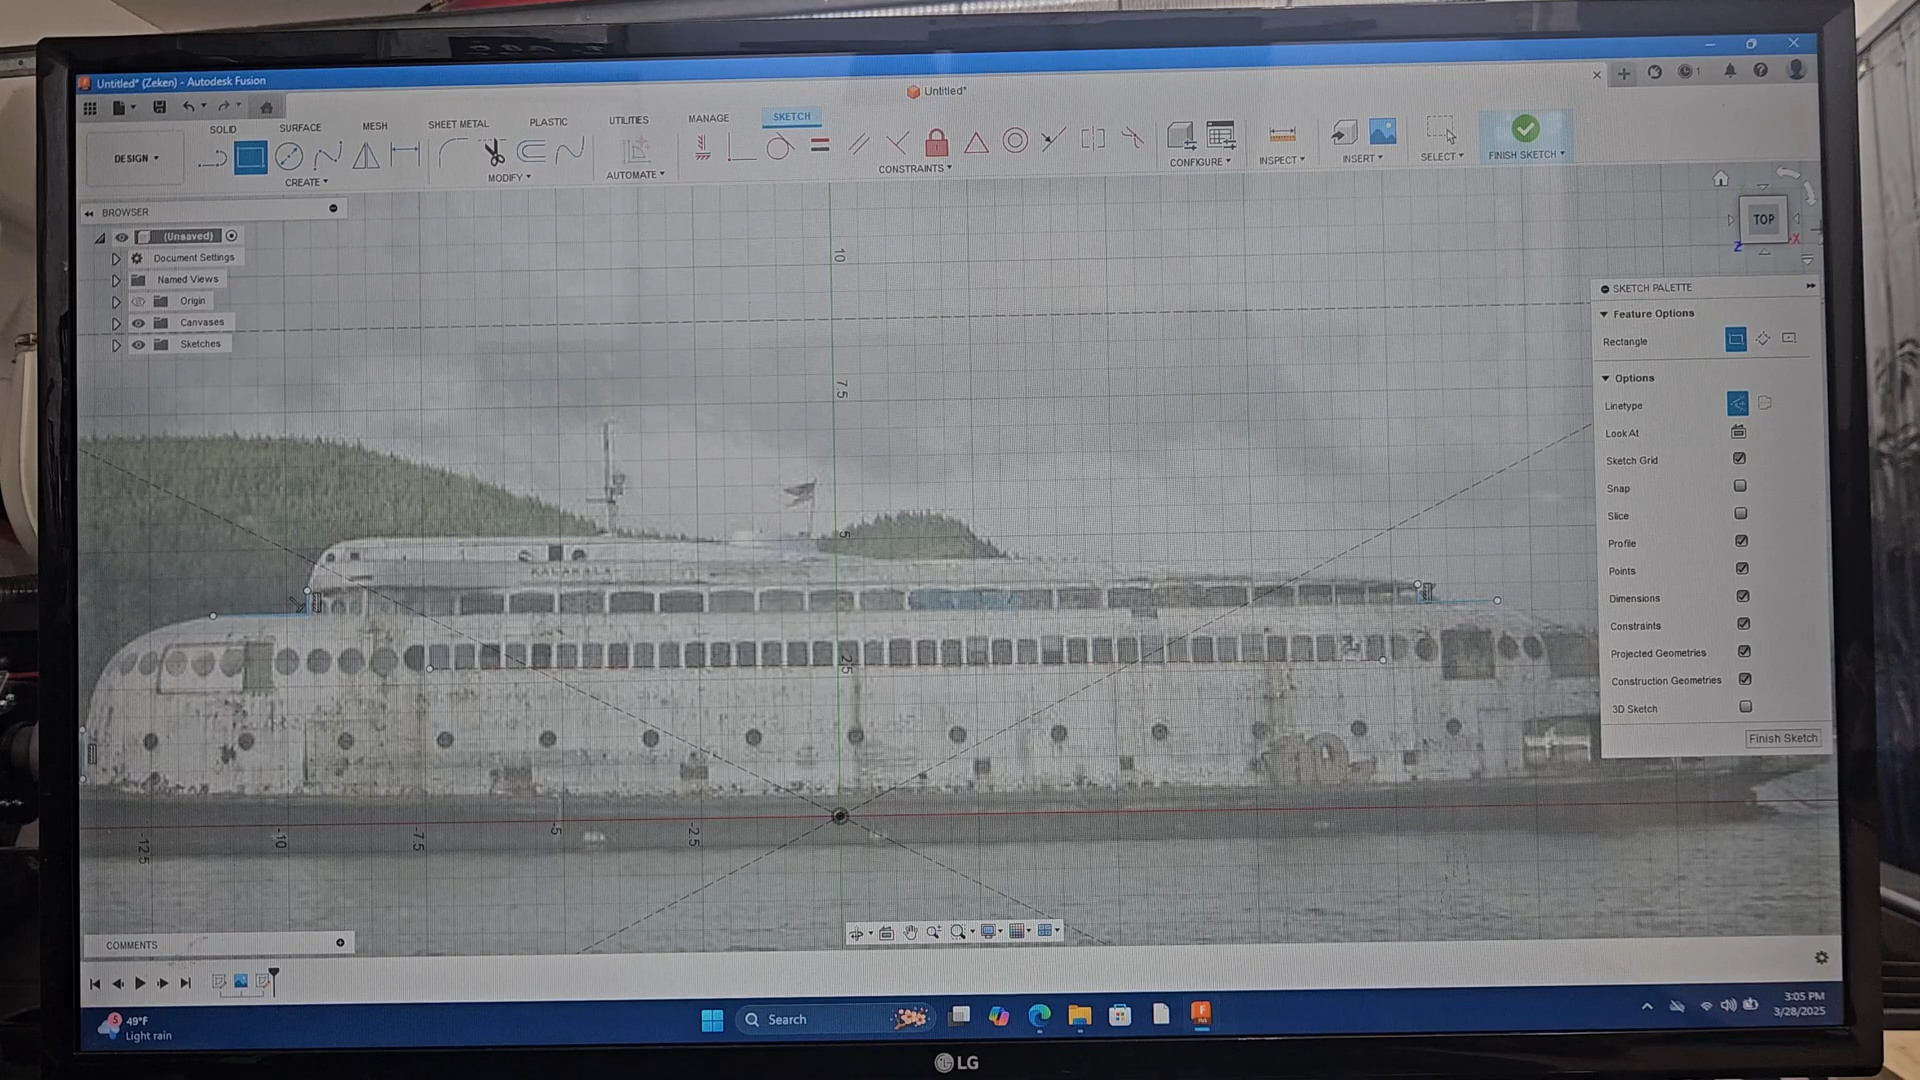 Untitled* (Zeken) - Autodesk Fusion
Untitled*
1
SOLID
SURFACE
MESH
SHEET METAL
PLASTIC
UTILITIES
MANAGE
SKETCH
DESIGN
CREATE
MODIFY
AUTOMATE
CONSTRAINTS
CONFIGURE
INSPECT
INSERT
SELECT
FINISH SKETCH
BROWSER
(Unsaved)
Document Settings
Named Views
Origin
Canvases
Sketches
TOP
Z
X
SKETCH PALETTE
Feature Options
Rectangle
Options
Linetype
Look At
Sketch Grid
Snap
Slice
Profile
Points
Dimensions
Constraints
Projected Geometries
Construction Geometries
3D Sketch
Finish Sketch
10
7.5
5
2.5
KALAKALA
-12.5
-10
-7.5
-5
-2.5
COMMENTS
5
49°F
Light rain
Search
3:05 PM
3/28/2025
LG